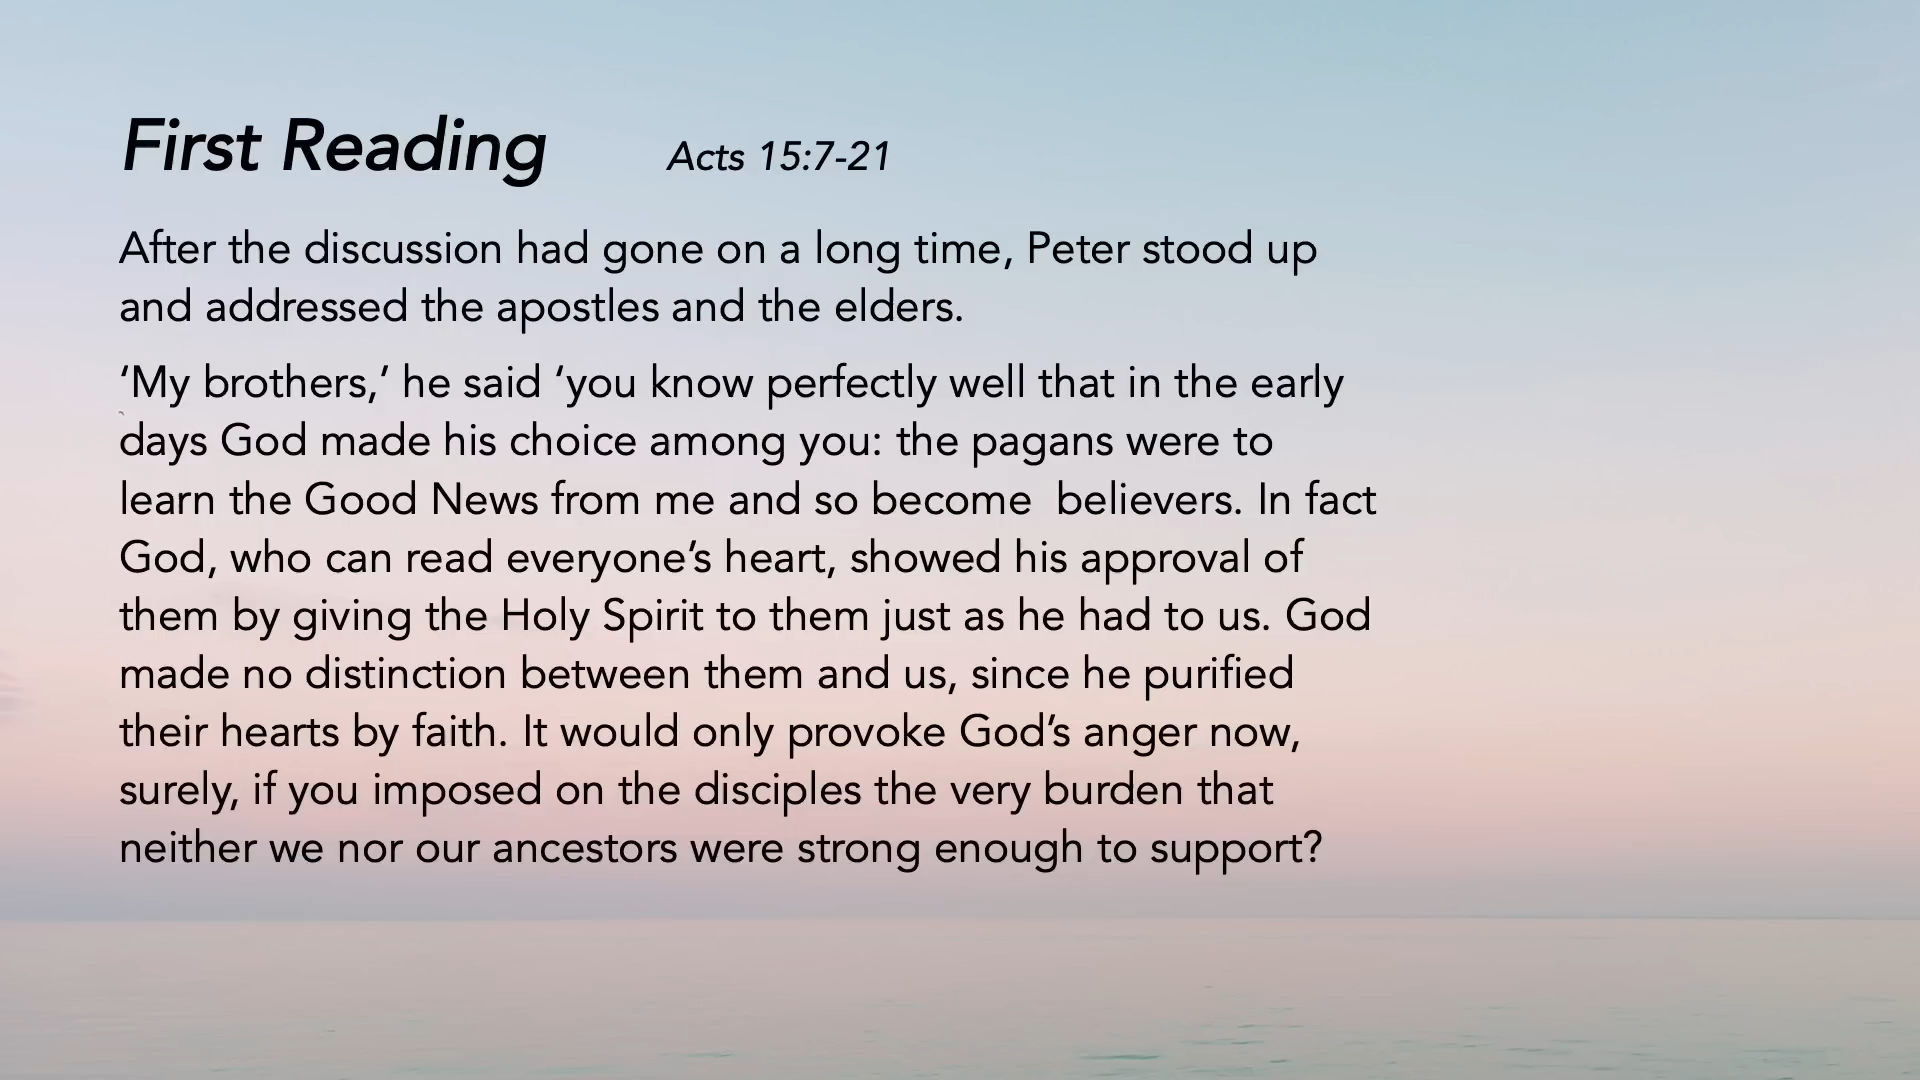 First Reading Acts 15:7-21
After the discussion had gone on a long time, Peter stood up
and addressed the apostles and the elders.
‘My brothers,’ he said ‘you know perfectly well that in the early
days God made his choice among you: the pagans were to
learn the Good News from me and so become  believers. In fact
God, who can read everyone’s heart, showed his approval of
them by giving the Holy Spirit to them just as he had to us. God
made no distinction between them and us, since he purified
their hearts by faith. It would only provoke God’s anger now,
surely, if you imposed on the disciples the very burden that
neither we nor our ancestors were strong enough to support?